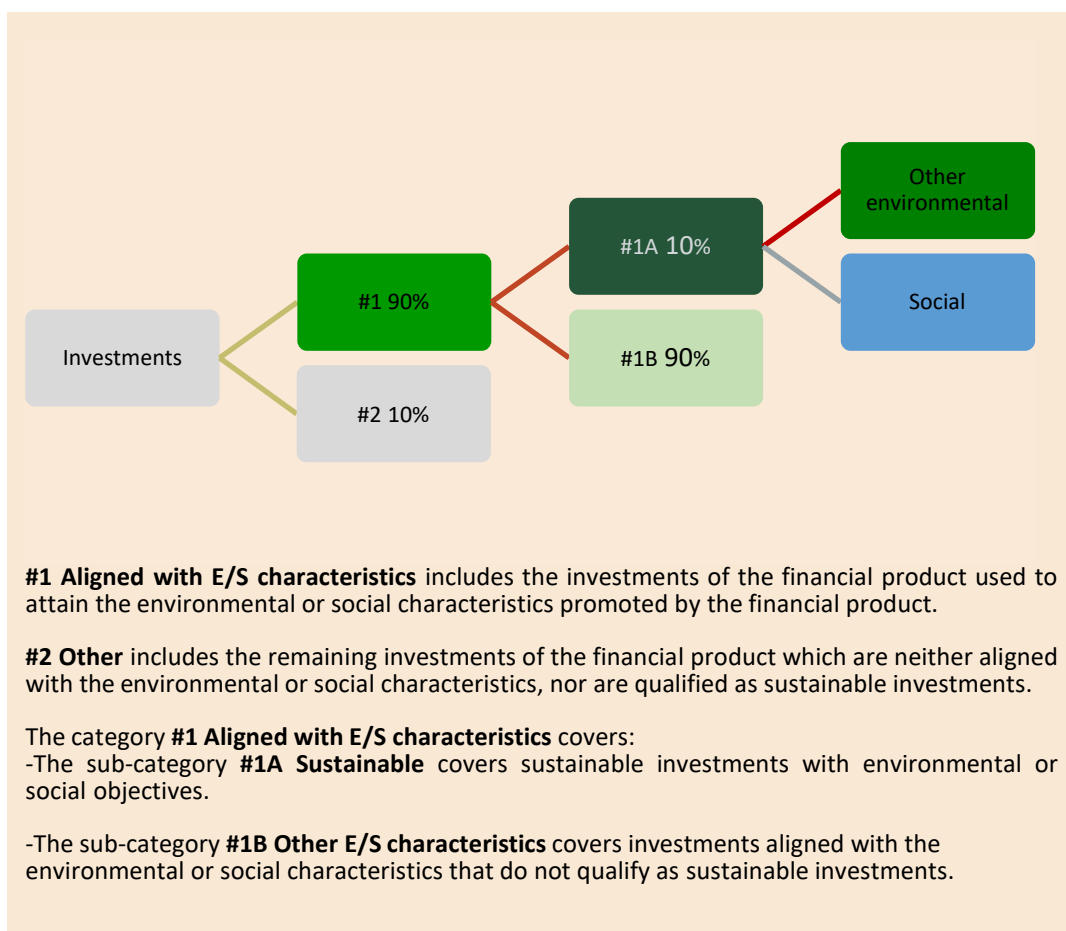 Other
environmental
#1A 10%
#1 90%
Social
Investments
#1B 90%
#2 10%
#1 Aligned with E/S characteristics includes the investments of the financial product used to
attain the environmental or social characteristics promoted by the financial product.
#2 Other includes the remaining investments of the financial product which are neither aligned
with the environmental or social characteristics, nor are qualified as sustainable investments.
The category #1 Aligned with E/S characteristics covers:
-The sub-category #1A Sustainable covers sustainable investments with environmental or
social objectives.
-The sub-category #1B Other E/S characteristics covers investments aligned with the
environmental or social characteristics that do not qualify as sustainable investments.